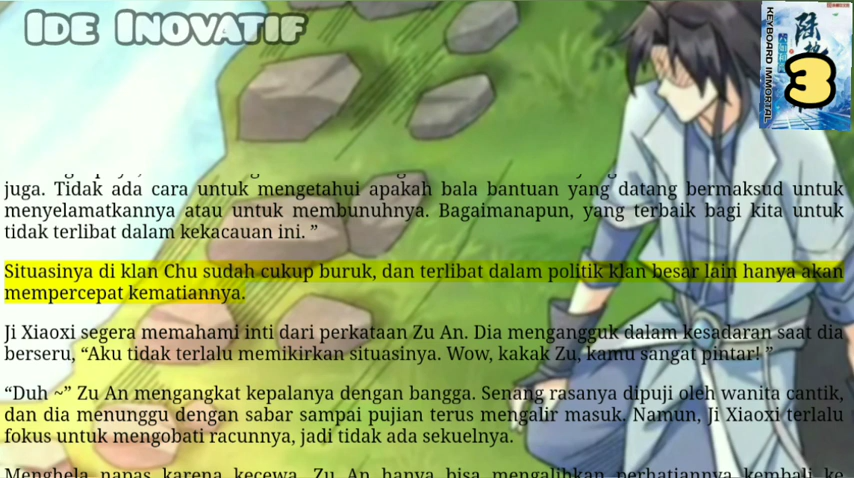 IDE INOVATIF
KEYBOARD IMMORTAL
3
juga. Tidak ada cara untuk mengetahui apakah bala bantuan yang datang bermaksud untuk
menyelamatkannya atau untuk membunuhnya. Bagaimanapun, yang terbaik bagi kita untuk
tidak terlibat dalam kekacauan ini. ”
Situasinya di klan Chu sudah cukup buruk, dan terlibat dalam politik klan besar lain hanya akan
mempercepat kematiannya.
Ji Xiaoxi segera memahami inti dari perkataan Zu An. Dia mengangguk dalam kesadaran saat dia
berseru, “Aku tidak terlalu memikirkan situasinya. Wow, kakak Zu, kamu sangat pintar! ”
“Duh ~” Zu An mengangkat kepalanya dengan bangga. Senang rasanya dipuji oleh wanita cantik,
dan dia menunggu dengan sabar sampai pujian terus mengalir masuk. Namun, Ji Xiaoxi terlalu
fokus untuk mengobati racunnya, jadi tidak ada sekuelnya.
Menghela napas karena kecewa, Zu An hanya bisa mengalihkan perhatiannya kembali ke